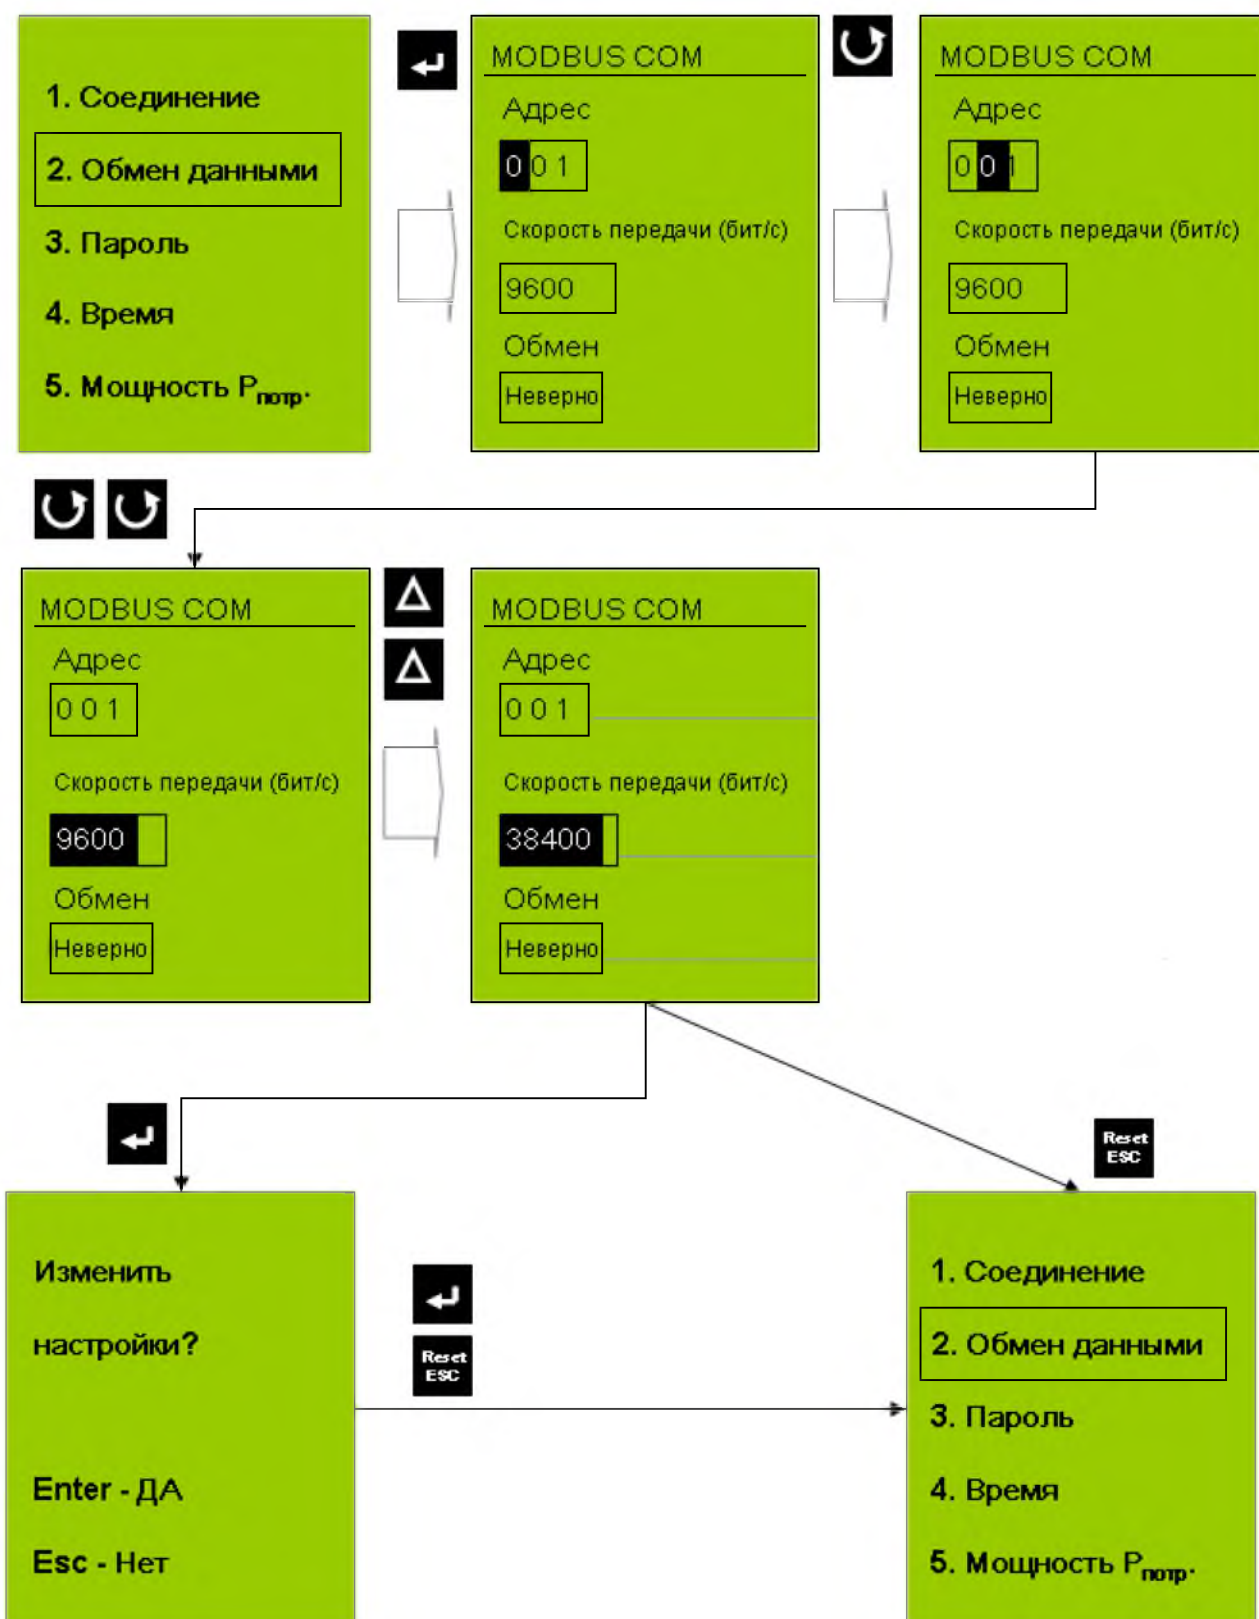 1. Соединение
2. Обмен данными
3. Пароль
4. Время
5. Мощность Pпотр.
MODBUS COM
Адрес
0 0 1
Скорость передачи (бит/с)
9600
Обмен
Неверно
MODBUS COM
Адрес
0 0 1
Скорость передачи (бит/с)
9600
Обмен
Неверно
MODBUS COM
Адрес
0 0 1
Скорость передачи (бит/с)
9600
Обмен
Неверно
MODBUS COM
Адрес
0 0 1
Скорость передачи (бит/с)
38400
Обмен
Неверно
Reset
ESC
Изменить
настройки?
Enter - ДА
Esc - Нет
Reset
ESC
1. Соединение
2. Обмен данными
3. Пароль
4. Время
5. Мощность Pпотр.